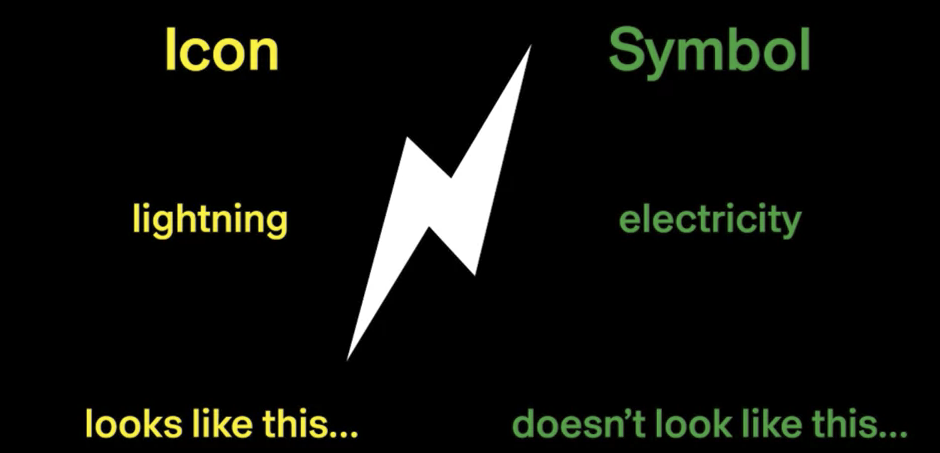 Icon
Symbol
lightning
electricity
looks like this...
doesn’t look like this...